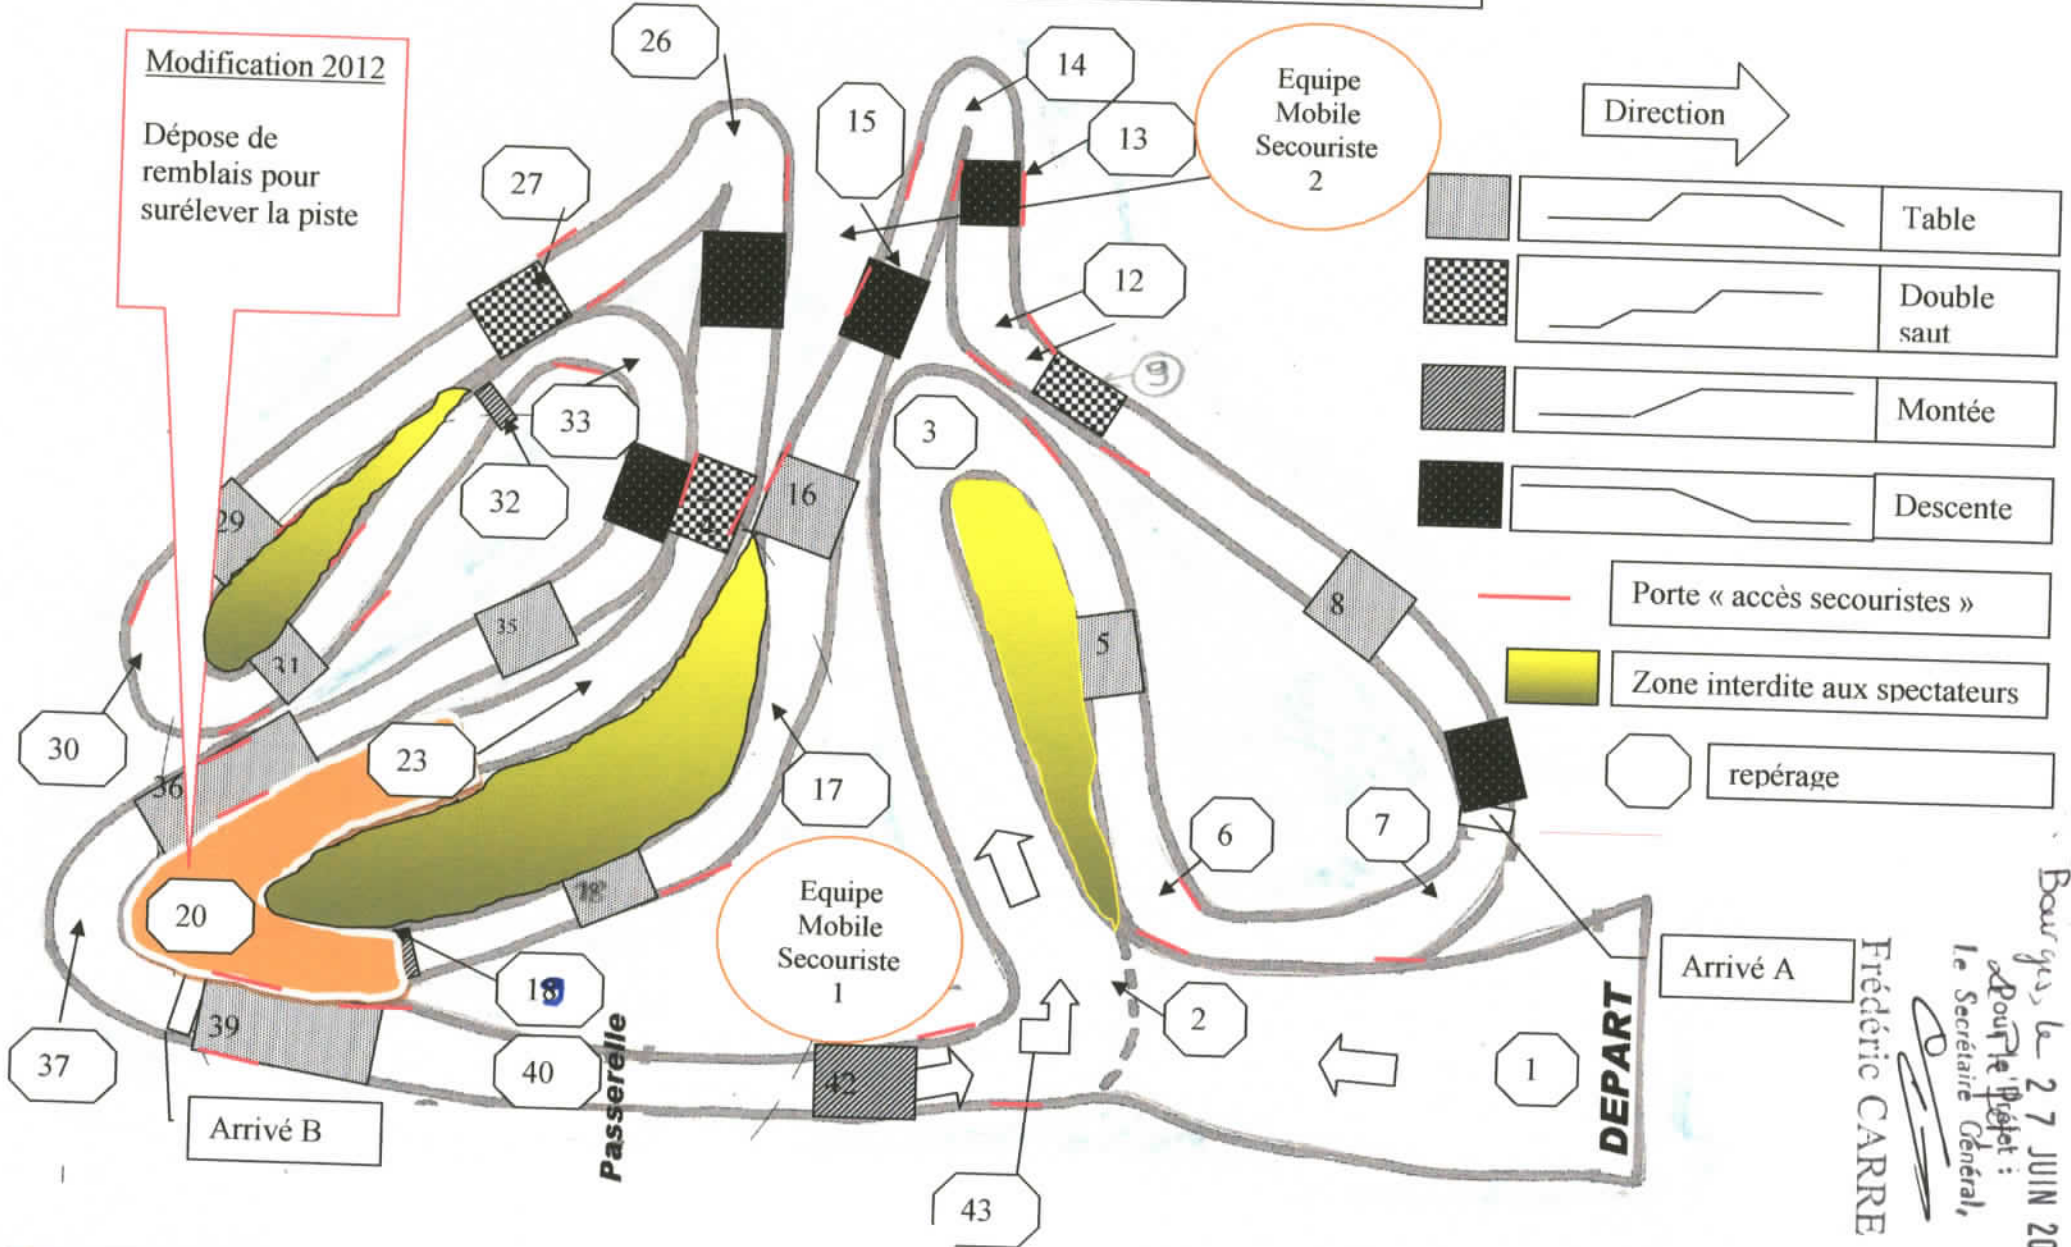 Modification 2012
Dépose de
remblais pour
surélever la piste
26
27
14
15
13
Equipe
Mobile
Secouriste
2
12
9
Direction
Table
Double
saut
Montée
Descente
Porte « accès secouristes »
Zone interdite aux spectateurs
repérage
33
32
3
16
29
8
35
5
31
30
23
36
17
6
7
20
18
Equipe
Mobile
Secouriste
1
18
2
Arrivé A
37
39
40
Passerelle
42
1
DEPART
Arrivé B
43
Bourges, le 27 JUIN 20
Pour le Préfet :
Le Secrétaire Général,
Frédéric CARRE